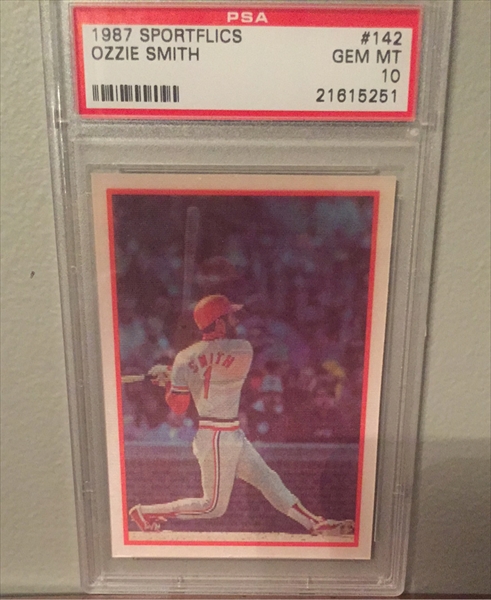 PSA
1987 SPORTFLICS #142
OZZIE SMITH GEM MT
10
21615251
SMITH
1